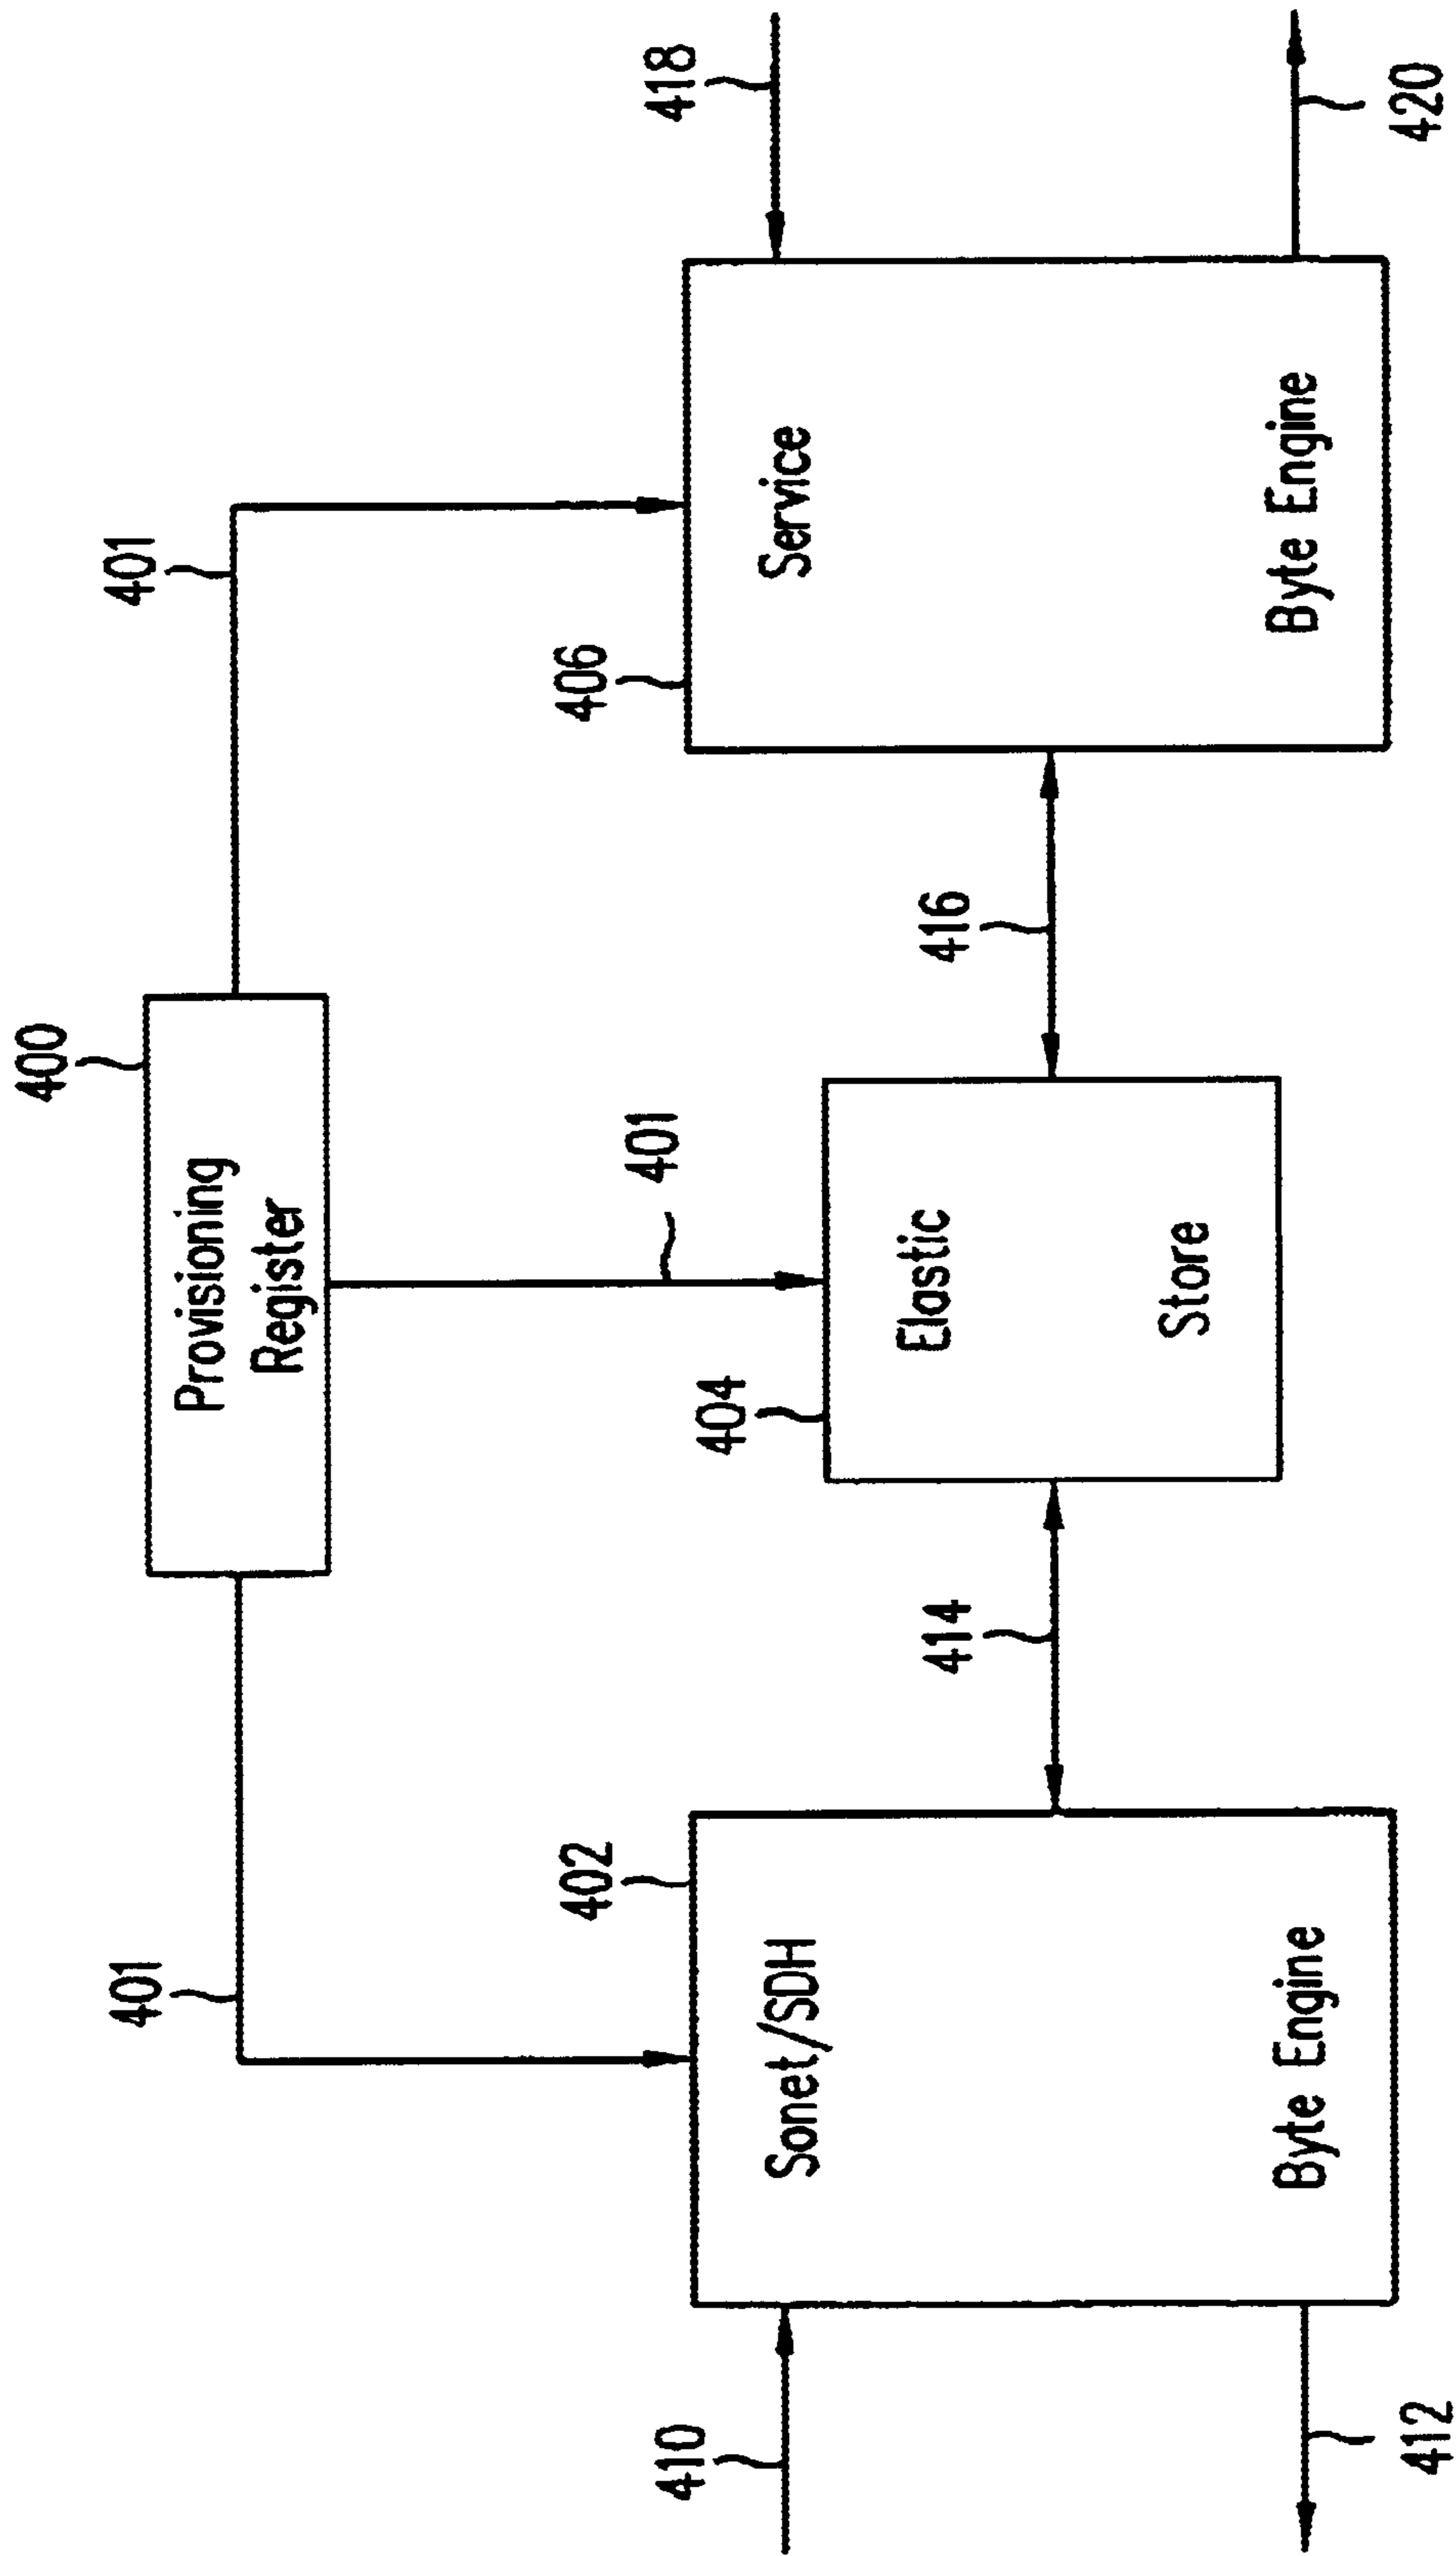 400
Provisioning
Register
401
401
401
402
Sonet/SDH
Byte Engine
404
Elastic
Store
406
Service
Byte Engine
410
412
414
416
418
420